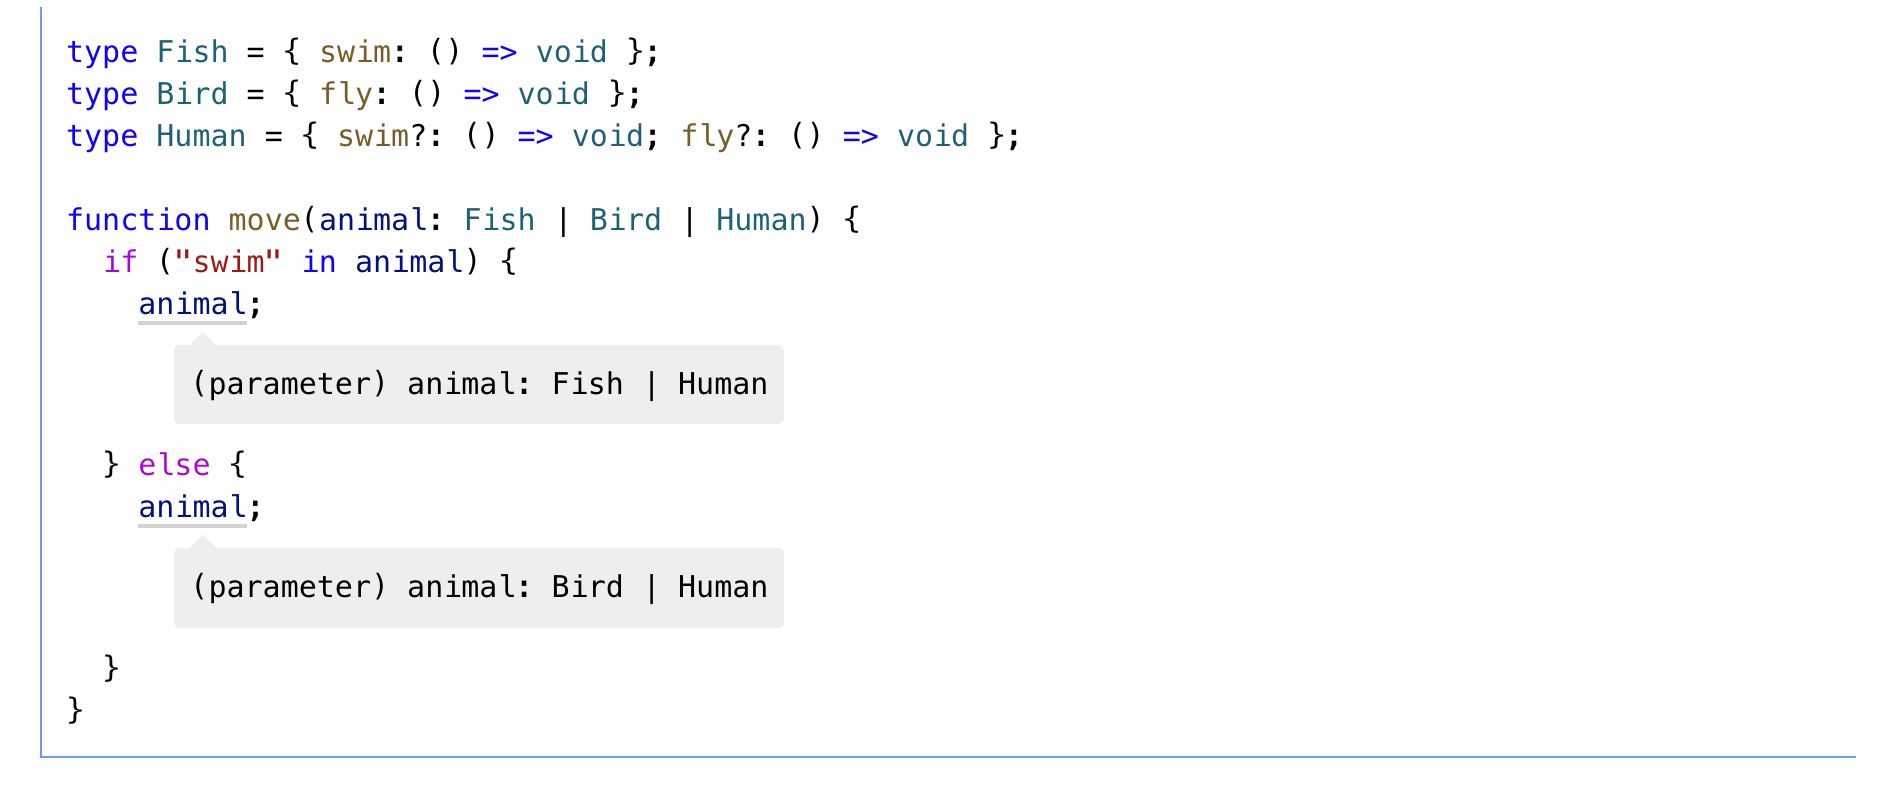 type Fish = { swim: () => void };
type Bird = { fly: () => void };
type Human = { swim?: () => void; fly?: () => void };

function move(animal: Fish | Bird | Human) {
  if ("swim" in animal) {
    animal;
(parameter) animal: Fish | Human
  } else {
    animal;
(parameter) animal: Bird | Human
  }
}